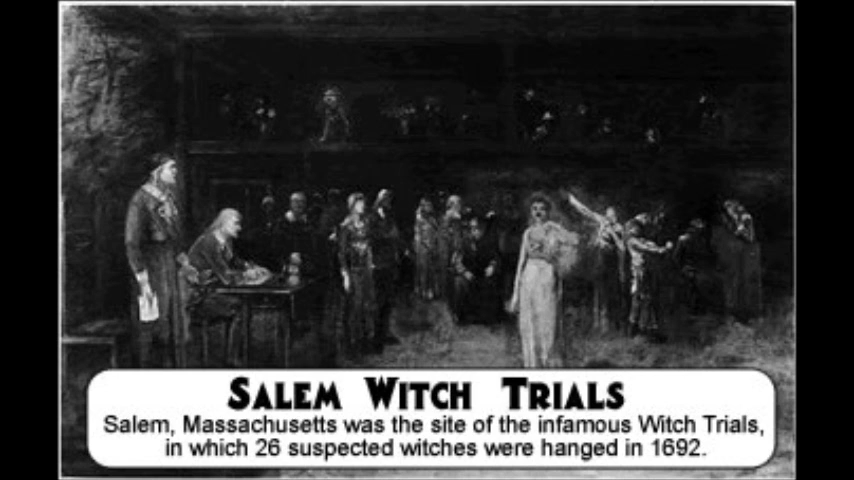 SALEM WITCH TRIALS
Salem, Massachusetts was the site of the infamous Witch Trials,
in which 26 suspected witches were hanged in 1692.